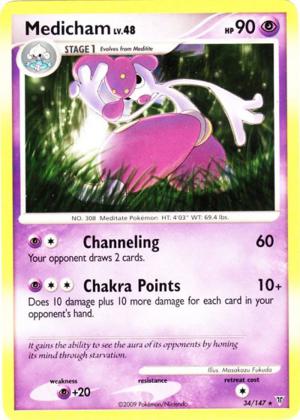 Medicham LV.48
HP 90
STAGE 1 Evolves from Meditite
NO. 308 Meditate Pokémon HT. 4'03" WT. 69.4 lbs.
Channeling 60
Your opponent draws 2 cards.
Chakra Points 10+
Does 10 damage plus 10 more damage for each card in your
opponent's hand.
It gains the ability to see the aura of its opponents by honing
its mind through starvation.
Illus. Masakazu Fukuda
weakness resistance retreat cost
+20
©2009 Pokémon/Nintendo
34/147 ★